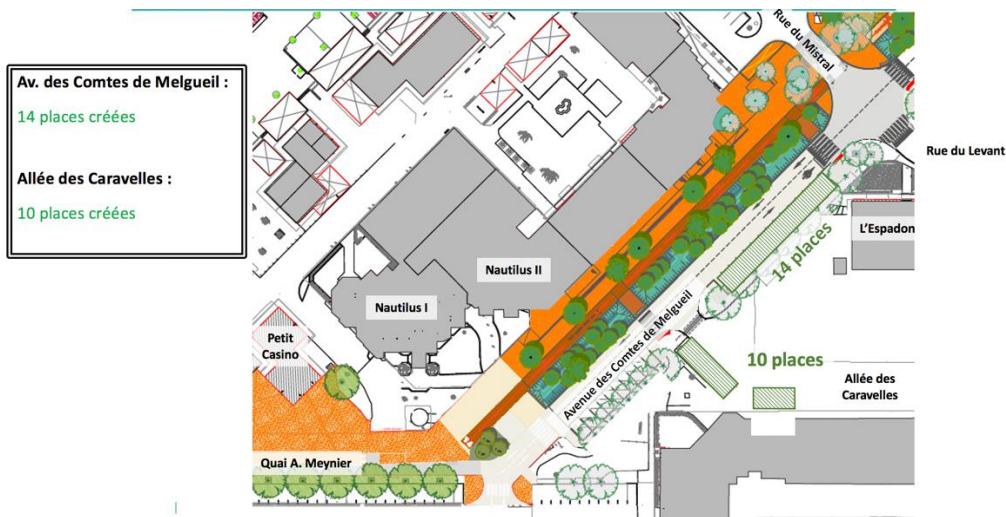 Av. des Comtes de Melgueil :
14 places créées
Allée des Caravelles :
10 places créées
Rue du Mistral
Rue du Levant
L'Espadon
14 places
Nautilus II
Nautilus I
Petit
Casino
Avenue des Comtes de Melgueil
10 places
Allée des
Caravelles
Quai A. Meynier